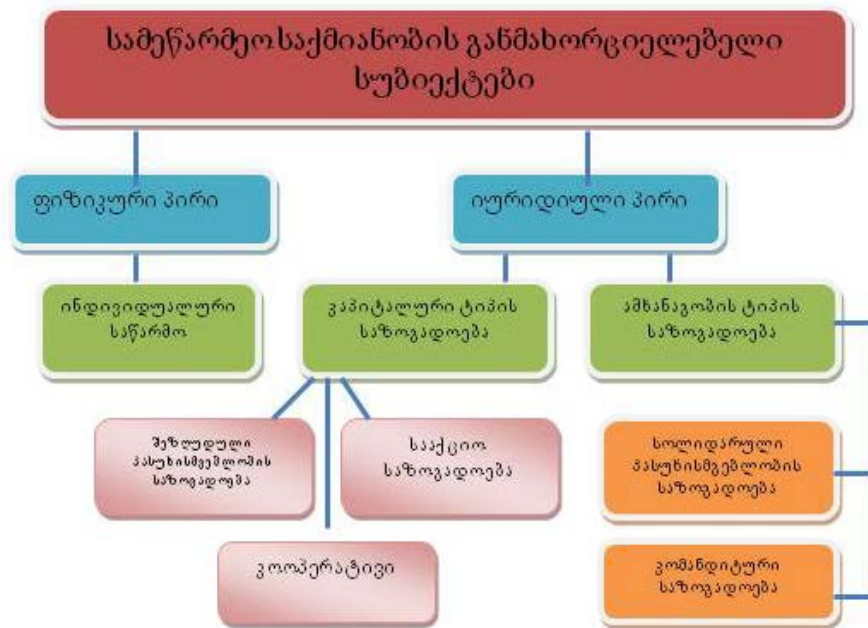 სამეწარმეო საქმიანობის განმახორციელებელი
სუბიექტები
ფიზიკური პირი
იურიდიული პირი
ინდივიდუალური
საწარმო
კაპიტალური ტიპის
საზოგადოება
ამხანაგობის ტიპის
საზოგადოება
შეზღუდული
პასუხისმგებლობის
საზოგადოება
სააქციო
საზოგადოება
სოლიდარული
პასუხისმგებლობის
საზოგადოება
კოოპერატივი
კომანდიტური
საზოგადოება